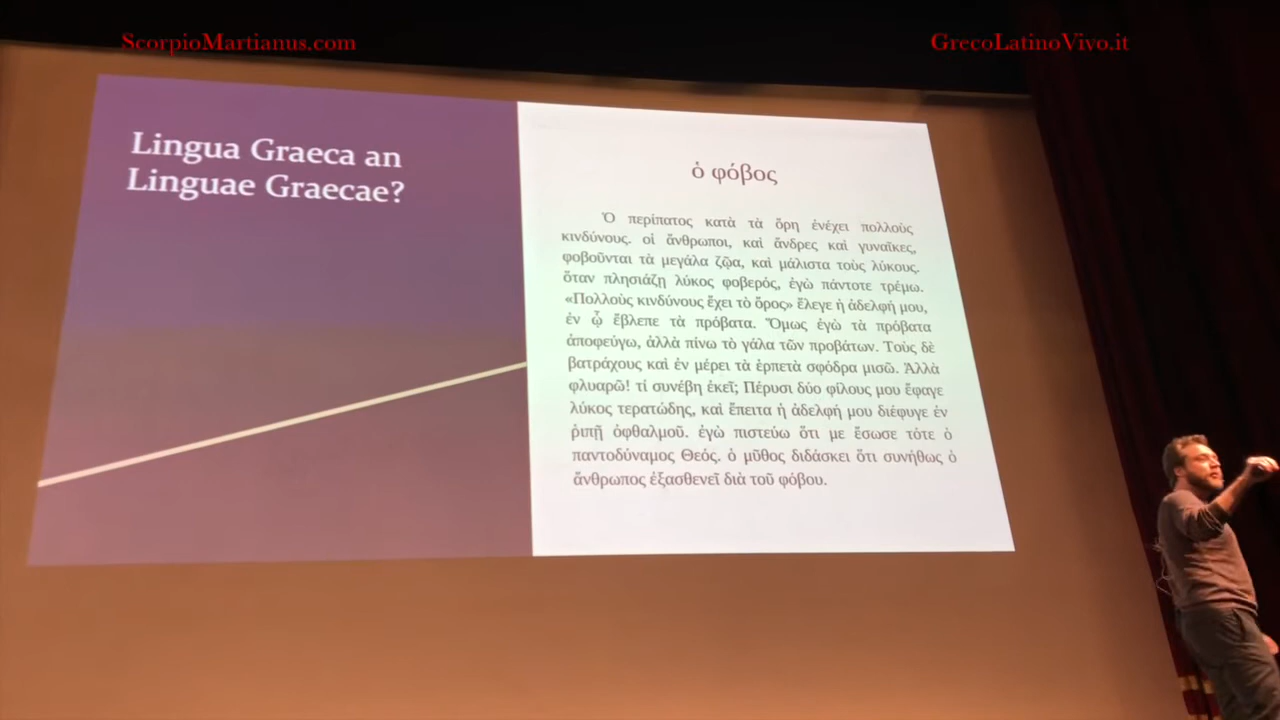 ScorpioMartianus.com
GrecoLatinoVivo.it
Lingua Graeca an
Linguae Graecae?
ὁ φόβος
Ὁ περίπατος κατὰ τὰ ὄρη ἐνέχει πολλοὺς
κινδύνους. οἱ ἄνθρωποι, καὶ ἄνδρες καὶ γυναῖκες,
φοβοῦνται τὰ μεγάλα ζῷα, καὶ μάλιστα τοὺς λύκους.
ὅταν πλησιάζῃ λύκος φοβερός, ἐγὼ πάντοτε τρέμω.
«Πολλοὺς κινδύνους ἔχει τὸ ὄρος» ἔλεγε ἡ ἀδελφή μου,
ἐν ᾧ ἔβλεπε τὰ πρόβατα. Ὅμως ἐγὼ τὰ πρόβατα
ἀποφεύγω, ἀλλὰ πίνω τὸ γάλα τῶν προβάτων. Τοὺς δὲ
βατράχους καὶ ἐν μέρει τὰ ἑρπετὰ σφόδρα μισῶ. Ἀλλὰ
φλυαρῶ! τί συνέβη ἐκεῖ; Πέρυσι δύο φίλους μου ἔφαγε
λύκος τερατώδης, καὶ ἔπειτα ἡ ἀδελφή μου διέφυγε ἐν
ῥιπῇ ὀφθαλμοῦ. ἐγὼ πιστεύω ὅτι με ἔσωσε τότε ὁ
παντοδύναμος Θεός. ὁ μῦθος διδάσκει ὅτι συνήθως ὁ
ἄνθρωπος ἐξασθενεῖ διὰ τοῦ φόβου.